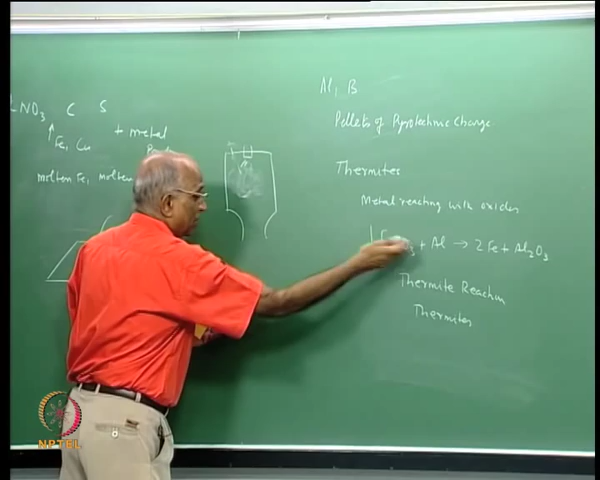 NO₃ C S
Fe, Cu + metal
molten Fe, molten
Al, B
Pellets of Pyrotechnic Charge
Thermites
Metal reacting with oxides
+ Al → 2 Fe + Al₂O₃
Thermite Reaction
Thermites
NPTEL